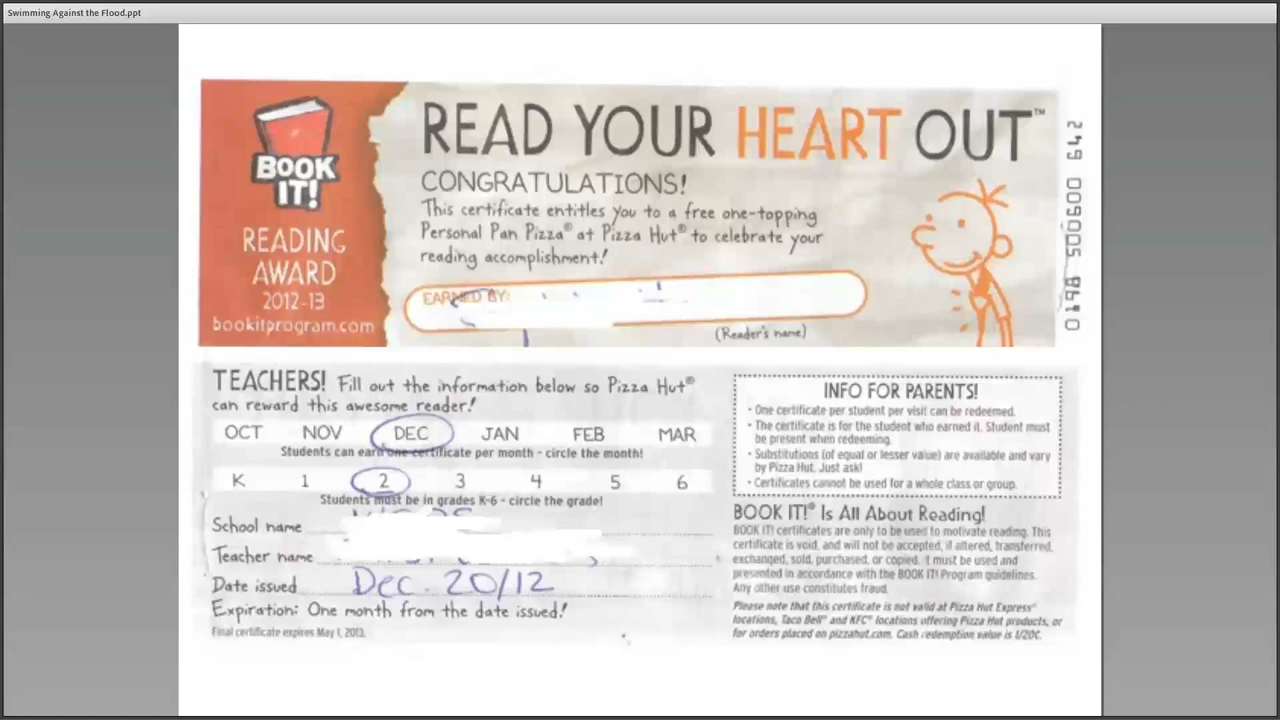 Swimming Against the Flood.ppt
BOOK
IT!
READING
AWARD
2012-13
bookitprogram.com
READ YOUR HEART OUT™
CONGRATULATIONS!
This certificate entitles you to a free one-topping
Personal Pan Pizza® at Pizza Hut® to celebrate your
reading accomplishment!
EARNED BY:
(Reader's name)
0198 500600 642
TEACHERS! Fill out the information below so Pizza Hut®
can reward this awesome reader!
OCT NOV DEC JAN FEB MAR
Students can earn one certificate per month - circle the month!
K 1 2 3 4 5 6
Students must be in grades K-6 - circle the grade!
School name
Teacher name
Date issued Dec. 20/12
Expiration: One month from the date issued!
Final certificate expires May 1, 2013.
INFO FOR PARENTS!
• One certificate per student per visit can be redeemed.
• The certificate is for the student who earned it. Student must
be present when redeeming.
• Substitutions (of equal or lesser value) are available and vary
by Pizza Hut. Just ask!
• Certificates cannot be used for a whole class or group.
BOOK IT!® Is All About Reading!
BOOK IT! certificates are only to be used to motivate reading. This
certificate is void, and will not be accepted, if altered, transferred,
exchanged, sold, purchased, or copied. It must be used and
presented in accordance with the BOOK IT! Program guidelines.
Any other use constitutes fraud.
Please note that this certificate is not valid at Pizza Hut Express®
locations, Taco Bell® and KFC® locations offering Pizza Hut products, or
for orders placed on pizzahut.com. Cash redemption value is 1/20¢.